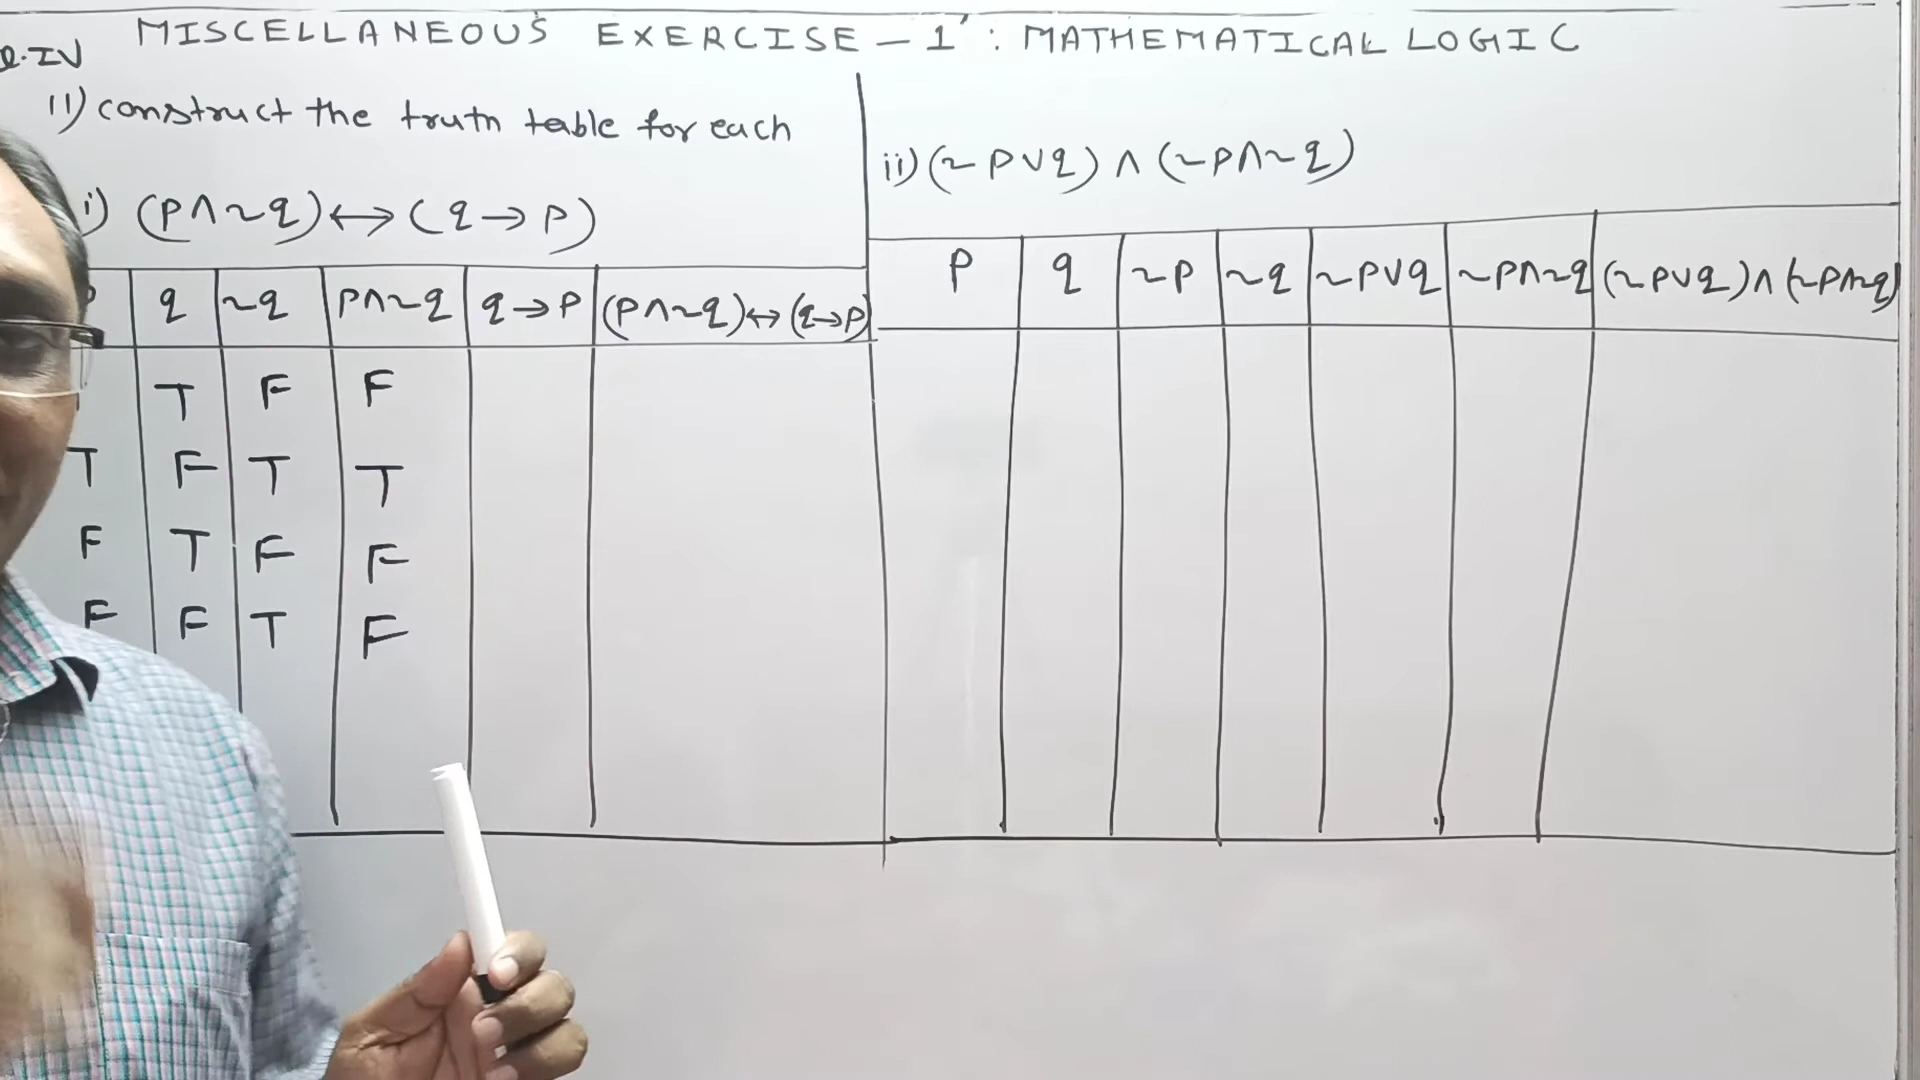 MISCELLANEOUS EXERCISE - 1 : MATHEMATICAL LOGIC
Q.IV
11) construct the truth table for each
i) (p∧~q)↔(q→p)
q ~q p∧~q q→p (p∧~q)↔(q→p)
T F F
T F T T
F T F F
F F T F
ii) (~p∨q)∧(~p∧~q)
p q ~p ~q ~p∨q ~p∧~q (~p∨q)∧(~p∧~q)